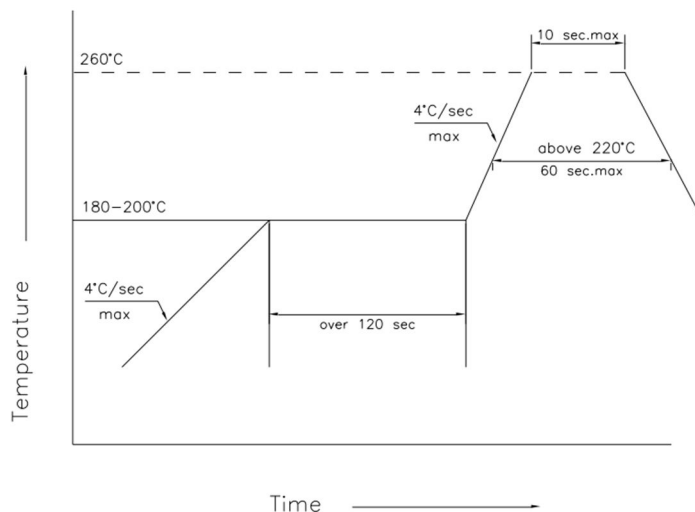 10 sec.max
260°C
4°C/sec
max
above 220°C
60 sec.max
180-200°C
4°C/sec
max
over 120 sec
Temperature
Time